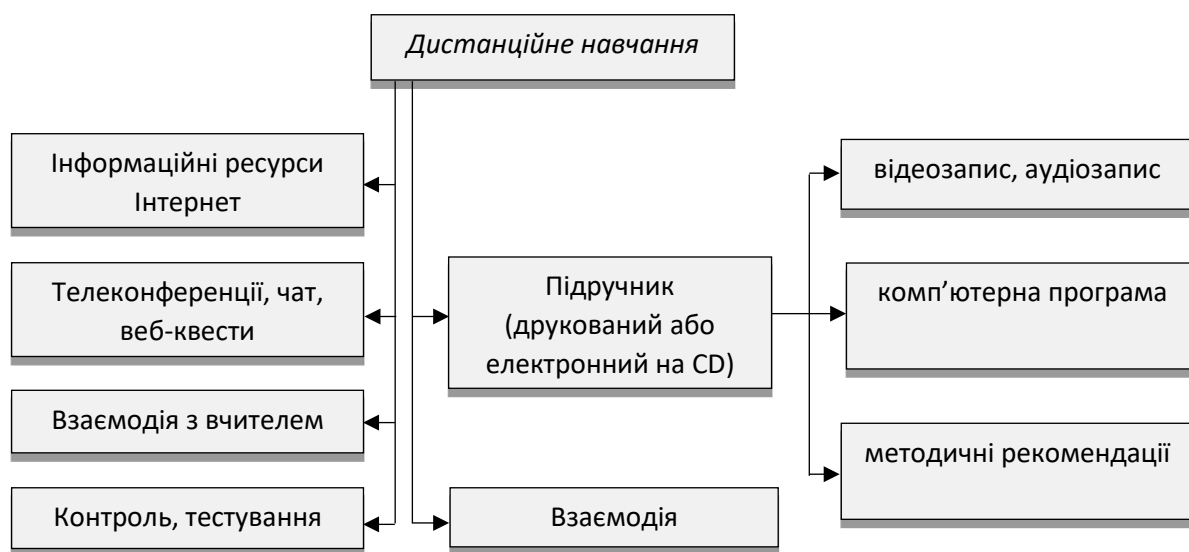 Дистанційне навчання
Інформаційні ресурси
Інтернет
Телеконференції, чат,
веб-квести
Взаємодія з вчителем
Контроль, тестування
Підручник
(друкований або
електронний на CD)
Взаємодія
відеозапис, аудіозапис
комп’ютерна програма
методичні рекомендації